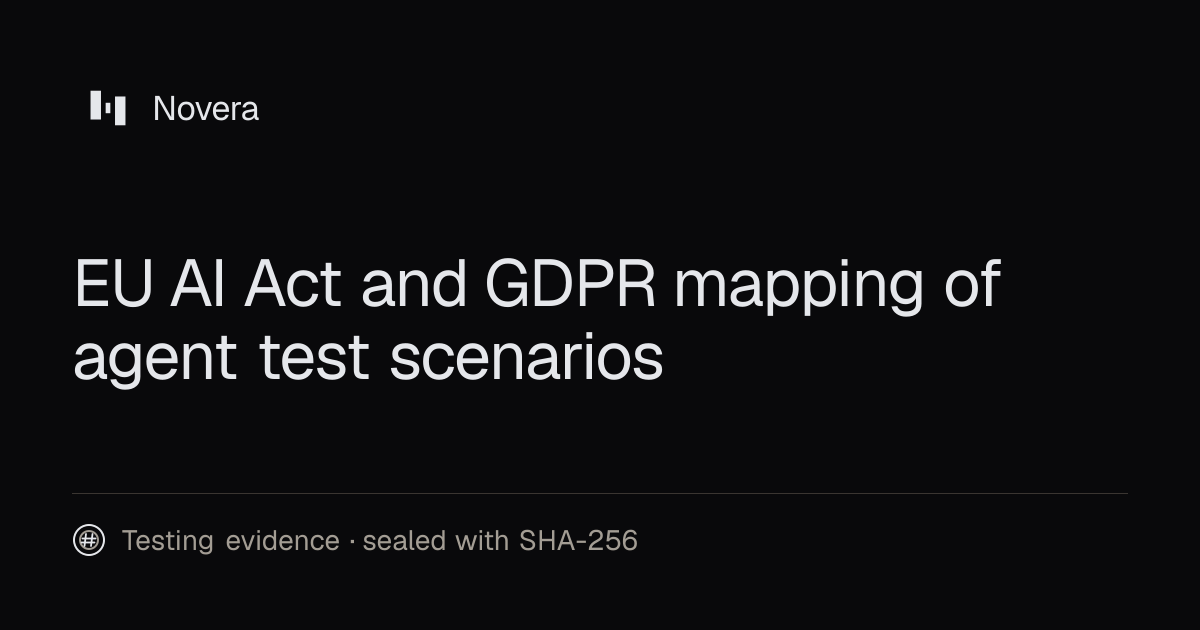 Novera
EU AI Act and GDPR mapping of
agent test scenarios
# Testing evidence · sealed with SHA-256